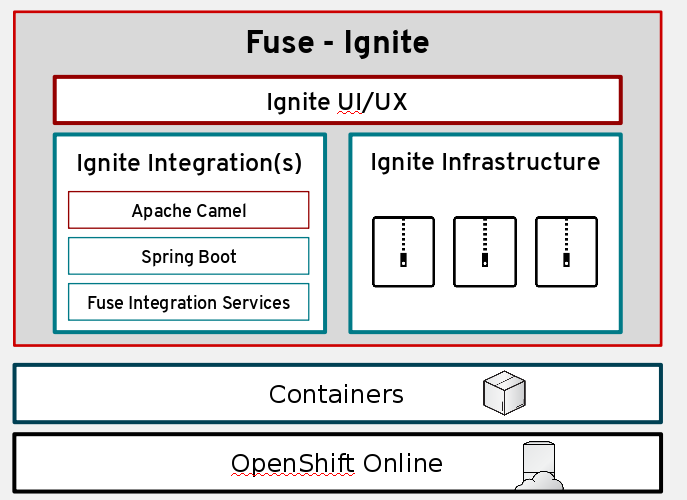 Fuse - Ignite
Ignite UI/UX
Ignite Integration(s)
Apache Camel
Spring Boot
Fuse Integration Services
Ignite Infrastructure
Containers
OpenShift Online